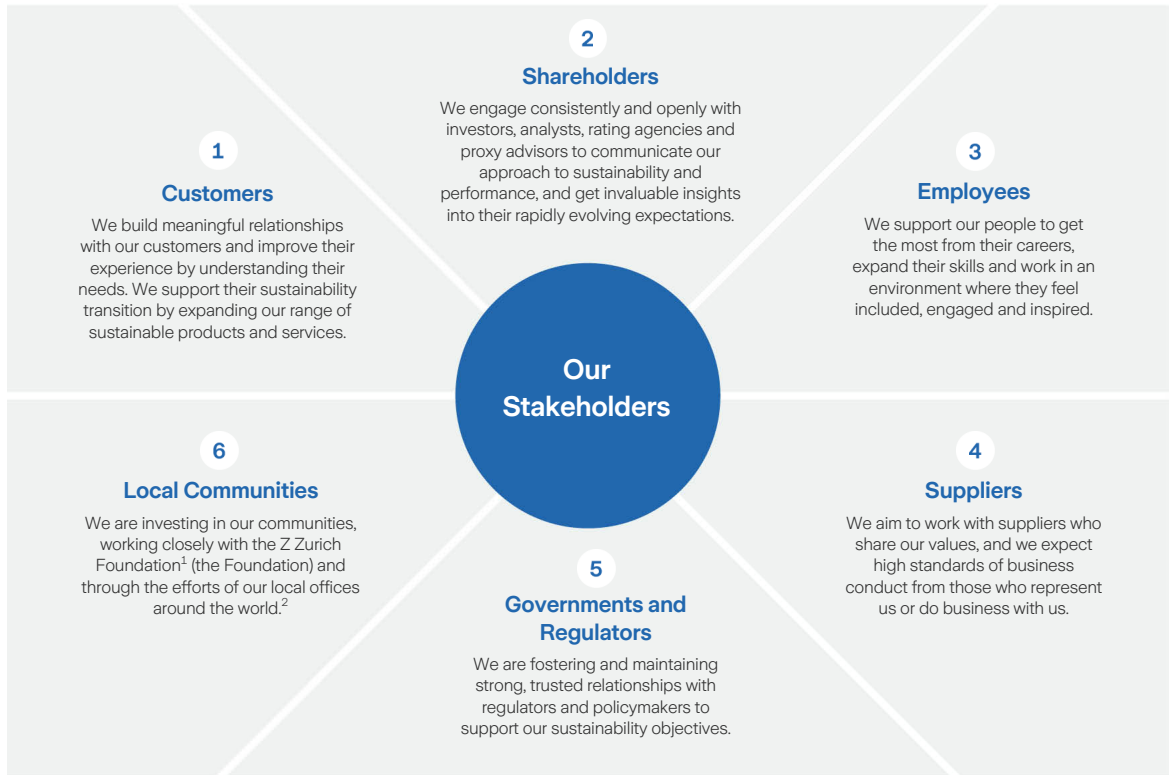 1
Customers
We build meaningful relationships
with our customers and improve their
experience by understanding their
needs. We support their sustainability
transition by expanding our range of
sustainable products and services.
2
Shareholders
We engage consistently and openly with
investors, analysts, rating agencies and
proxy advisors to communicate our
approach to sustainability and
performance, and get invaluable insights
into their rapidly evolving expectations.
3
Employees
We support our people to get
the most from their careers,
expand their skills and work in an
environment where they feel
included, engaged and inspired.
Our
Stakeholders
4
Suppliers
We aim to work with suppliers who
share our values, and we expect
high standards of business
conduct from those who represent
us or do business with us.
5
Governments and
Regulators
We are fostering and maintaining
strong, trusted relationships with
regulators and policymakers to
support our sustainability objectives.
6
Local Communities
We are investing in our communities,
working closely with the Z Zurich
Foundation¹ (the Foundation) and
through the efforts of our local offices
around the world.²